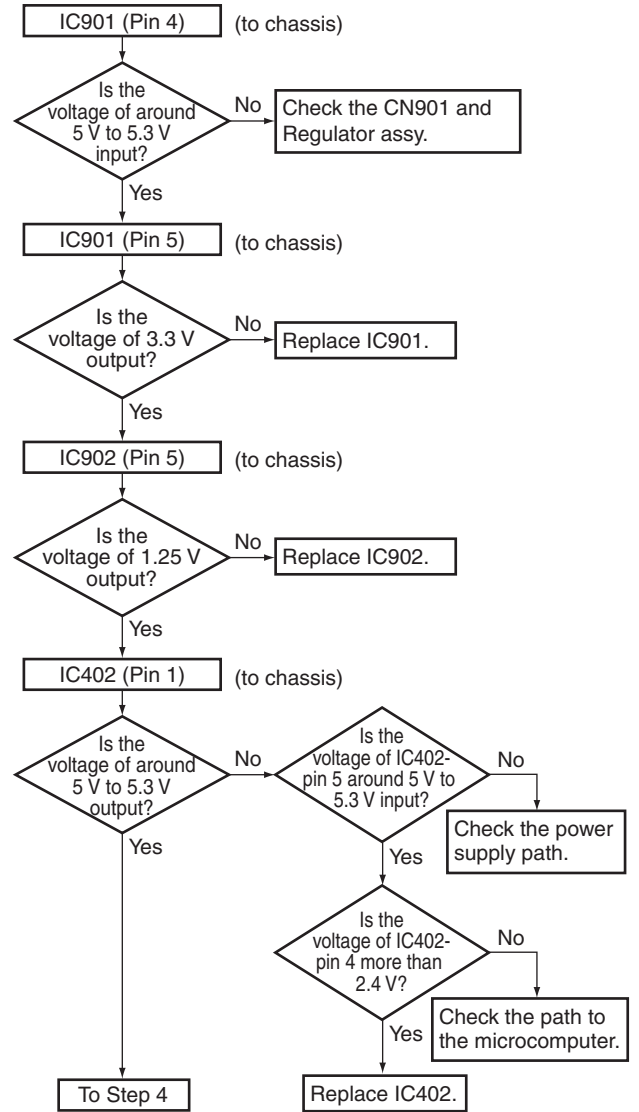 IC901 (Pin 4)
(to chassis)
Is the
voltage of around
5 V to 5.3 V
input?
No
Check the CN901 and
Regulator assy.
Yes
IC901 (Pin 5)
(to chassis)
Is the
voltage of 3.3 V
output?
No
Replace IC901.
Yes
IC902 (Pin 5)
(to chassis)
Is the
voltage of 1.25 V
output?
No
Replace IC902.
Yes
IC402 (Pin 1)
(to chassis)
Is the
voltage of around
5 V to 5.3 V
output?
No
Is the
voltage of IC402-
pin 5 around 5 V to
5.3 V input?
No
Check the power
supply path.
Yes
Yes
Is the
voltage of IC402-
pin 4 more than
2.4 V?
No
Check the path to
the microcomputer.
Yes
To Step 4
Replace IC402.